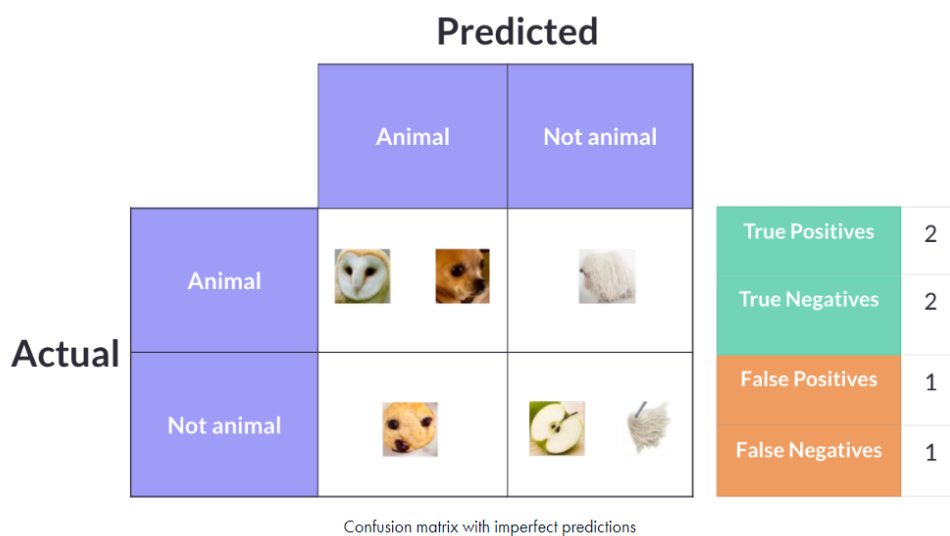 Predicted
Animal
Not animal
Actual
Animal
Not animal
True Positives 2
True Negatives 2
False Positives 1
False Negatives 1
Confusion matrix with imperfect predictions